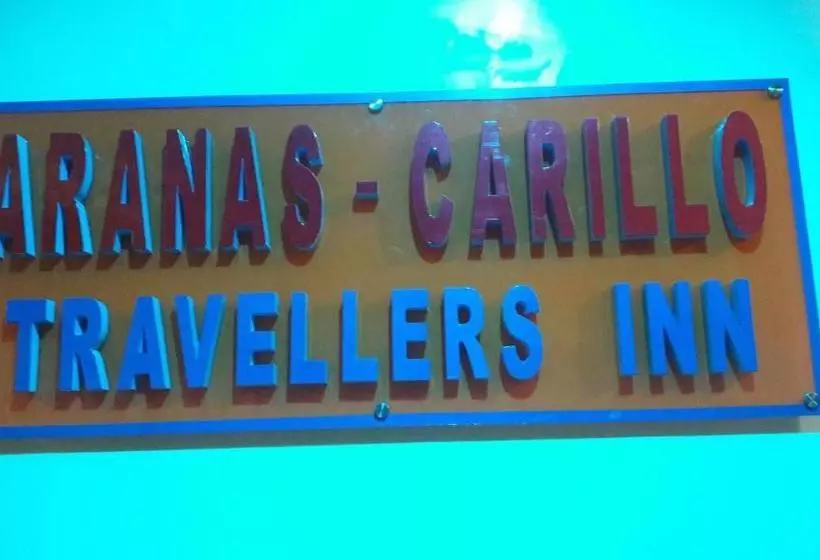 ARANAS - CARILLO
TRAVELLERS INN